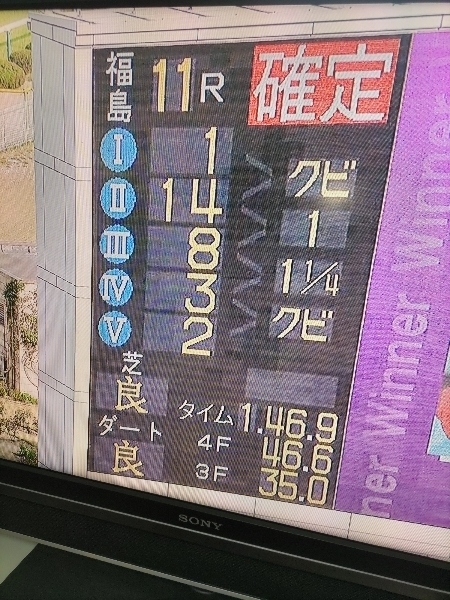 福島 11R 確定
I 1
クビ
II 14
1
III 8
1 1/4
IV 3
クビ
V 2
芝
良 タイム 1.46.9
ダート 4F 46.6
良 3F 35.0
Winner Winner
SONY